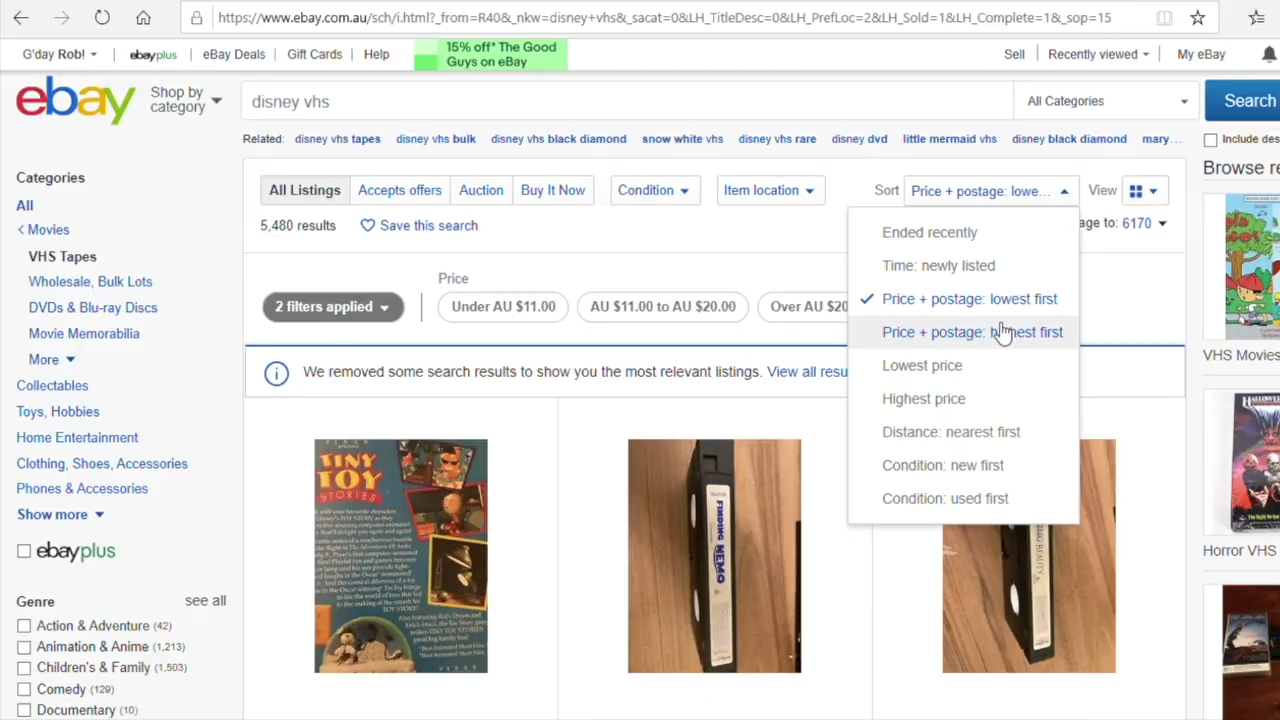 https://www.ebay.com.au/sch/i.html?_from=R40&_nkw=disney+vhs&_sacat=0&LH_TitleDesc=0&LH_PrefLoc=2&LH_Sold=1&LH_Complete=1&_sop=15
G'day Rob!
ebayplus
eBay Deals
Gift Cards
Help
15% off* The Good
Guys on eBay
Sell
Recently viewed
My eBay
ebay
Shop by
category
disney vhs
All Categories
Search
Related: disney vhs tapes disney vhs bulk disney vhs black diamond snow white vhs disney vhs rare disney dvd little mermaid vhs disney black diamond mary…
Include des
Categories
All
Movies
VHS Tapes
Wholesale, Bulk Lots
DVDs & Blu-ray Discs
Movie Memorabilia
More
Collectables
Toys, Hobbies
Home Entertainment
Clothing, Shoes, Accessories
Phones & Accessories
Show more
ebayplus
Genre see all
Action & Adventure (42)
Animation & Anime (1,213)
Children's & Family (1,503)
Comedy (129)
Documentary (10)
All Listings
Accepts offers
Auction
Buy It Now
Condition
Item location
Sort
Price + postage: lowe...
View
5,480 results
Save this search
age to: 6170
Price
2 filters applied
Under AU $11.00
AU $11.00 to AU $20.00
Over AU $20
We removed some search results to show you the most relevant listings. View all resu
Ended recently
Time: newly listed
Price + postage: lowest first
Price + postage: highest first
Lowest price
Highest price
Distance: nearest first
Condition: new first
Condition: used first
PIXAR
TINY
TOY
STORIES
PIXAR
FINDING NEMO
Browse re
VHS Movies
HALLOWEEN
Horror VHS